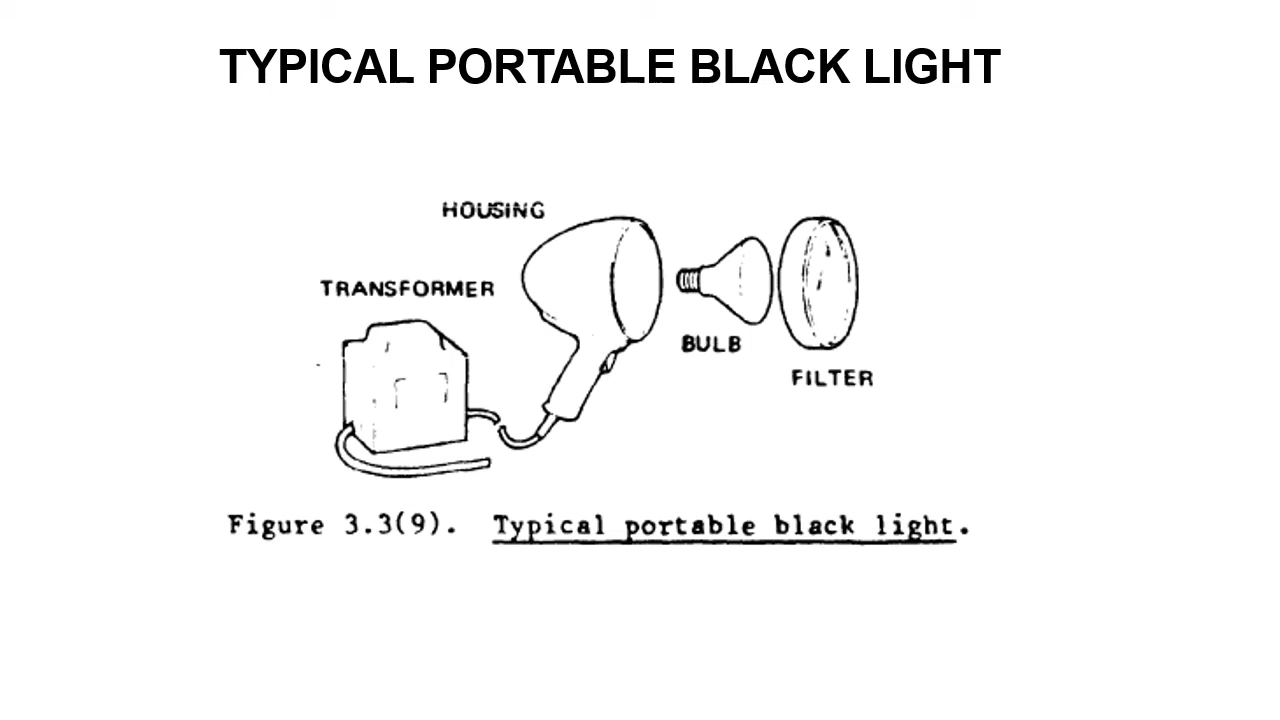 TYPICAL PORTABLE BLACK LIGHT
HOUSING
TRANSFORMER
BULB
FILTER
Figure 3.3(9). Typical portable black light.